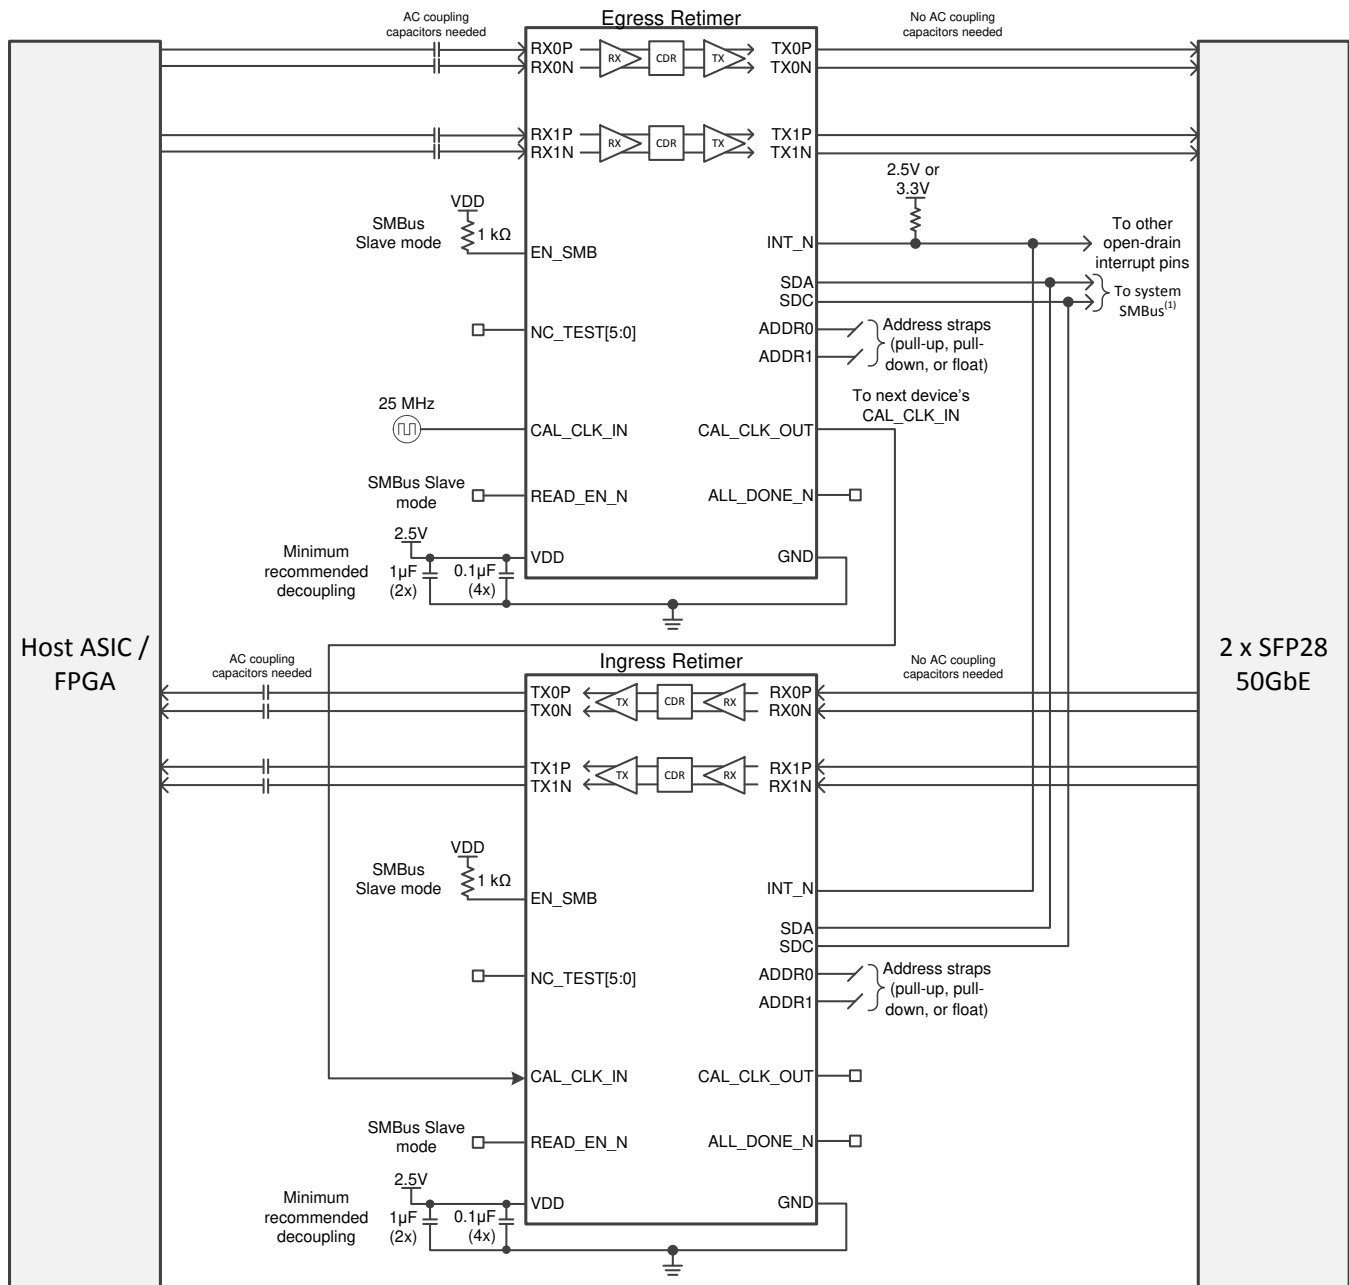 AC coupling
capacitors needed
Egress Retimer
No AC coupling
capacitors needed
RX0P
RX0N
RX
CDR
TX
TX0P
TX0N
RX1P
RX1N
RX
CDR
TX
TX1P
TX1N
2.5V or
3.3V
SMBus
Slave mode
VDD
1 kΩ
EN_SMB
INT_N
To other
open-drain
interrupt pins
SDA
SDC
To system
SMBus(1)
NC_TEST[5:0]
ADDR0
ADDR1
Address straps
(pull-up, pull-
down, or float)
To next device's
CAL_CLK_IN
25 MHz
CAL_CLK_IN
CAL_CLK_OUT
SMBus Slave
mode
READ_EN_N
ALL_DONE_N
Minimum
recommended
decoupling
2.5V
1µF
(2x)
0.1µF
(4x)
VDD
GND
Host ASIC /
FPGA
2 x SFP28
50GbE
AC coupling
capacitors needed
Ingress Retimer
No AC coupling
capacitors needed
TX0P
TX0N
TX
CDR
RX
RX0P
RX0N
TX1P
TX1N
TX
CDR
RX
RX1P
RX1N
SMBus
Slave mode
VDD
1 kΩ
EN_SMB
INT_N
SDA
SDC
NC_TEST[5:0]
ADDR0
ADDR1
Address straps
(pull-up, pull-
down, or float)
CAL_CLK_IN
CAL_CLK_OUT
SMBus Slave
mode
READ_EN_N
ALL_DONE_N
Minimum
recommended
decoupling
2.5V
1µF
(2x)
0.1µF
(4x)
VDD
GND